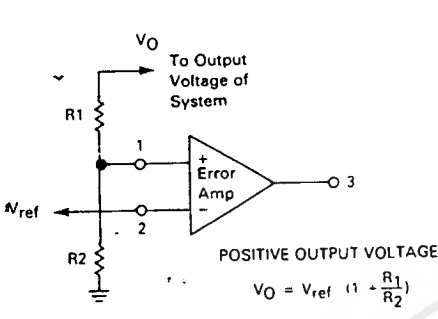 VO
To Output
Voltage of
System
R1
1
+
Error
Amp
−
3
Vref
2
R2
POSITIVE OUTPUT VOLTAGE
VO = Vref (1 + R1/R2)